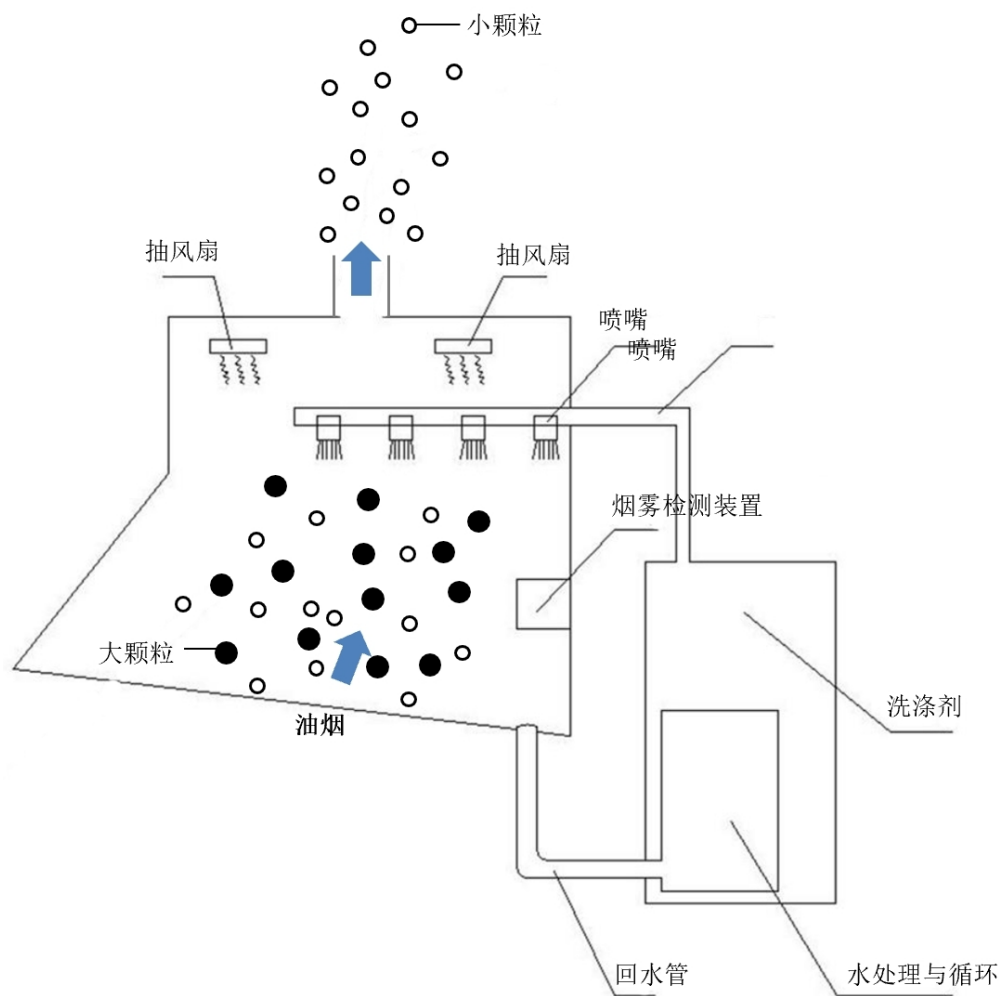 小颗粒
抽风扇
抽风扇
喷嘴
喷嘴
烟雾检测装置
大颗粒
洗涤剂
油烟
回水管
水处理与循环